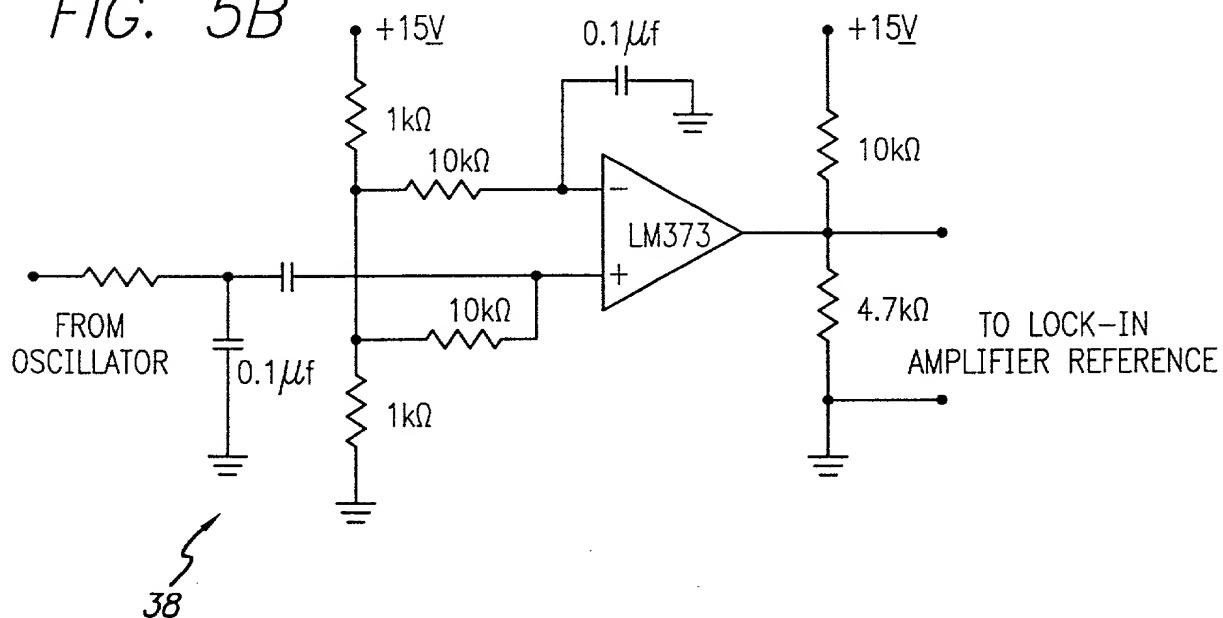 FIG. 5B
+15V
0.1μf
+15V
1kΩ
10kΩ
10kΩ
−
LM373
+
10kΩ
4.7kΩ
FROM
OSCILLATOR
0.1μf
TO LOCK-IN
AMPLIFIER REFERENCE
1kΩ
38